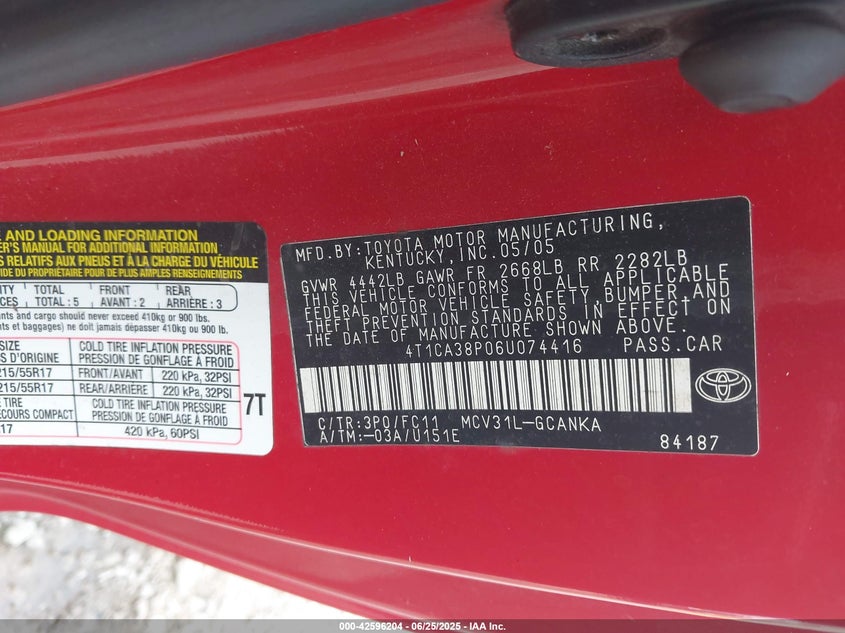 E AND LOADING INFORMATION
ER'S MANUAL FOR ADDITIONAL INFORMATION
S RELATIFS AUX PNEUS ET À LA CHARGE DU VÉHICULE
IDE DU PROPRIÉTAIRE POUR DE PLUS AMPLES RENSEIGNEMENTS
ITY TOTAL FRONT REAR
CES TOTAL : 5 AVANT : 2 ARRIÈRE : 3
ants and cargo should never exceed 410kg or 900 lbs.
nts et baggages) ne doit jamais dépasser 410kg ou 900 lb.
SIZE COLD TIRE INFLATION PRESSURE
S D'ORIGINE PRESSION DE GONFLAGE À FROID
215/55R17 FRONT/AVANT 220 kPa, 32PSI
215/55R17 REAR/ARRIÈRE 220 kPa, 32PSI
TIRE COLD TIRE INFLATION PRESSURE
ECOURS COMPACT PRESSION DE GONFLAGE À FROID
17 420 kPa, 60PSI
7T
MFD.BY:TOYOTA MOTOR MANUFACTURING,
KENTUCKY, INC. 05/05
GVWR 4442LB GAWR FR 2668LB RR 2282LB
THIS VEHICLE CONFORMS TO ALL APPLICABLE
FEDERAL MOTOR VEHICLE SAFETY, BUMPER, AND
THEFT PREVENTION STANDARDS IN EFFECT ON
THE DATE OF MANUFACTURE SHOWN ABOVE.
4T1CA38P06U074416 PASS.CAR
C/TR:3P0/FC11 MCV31L-GCANKA
A/TM:-03A/U151E
84187
000-42596204 - 06/25/2025 - IAA Inc.